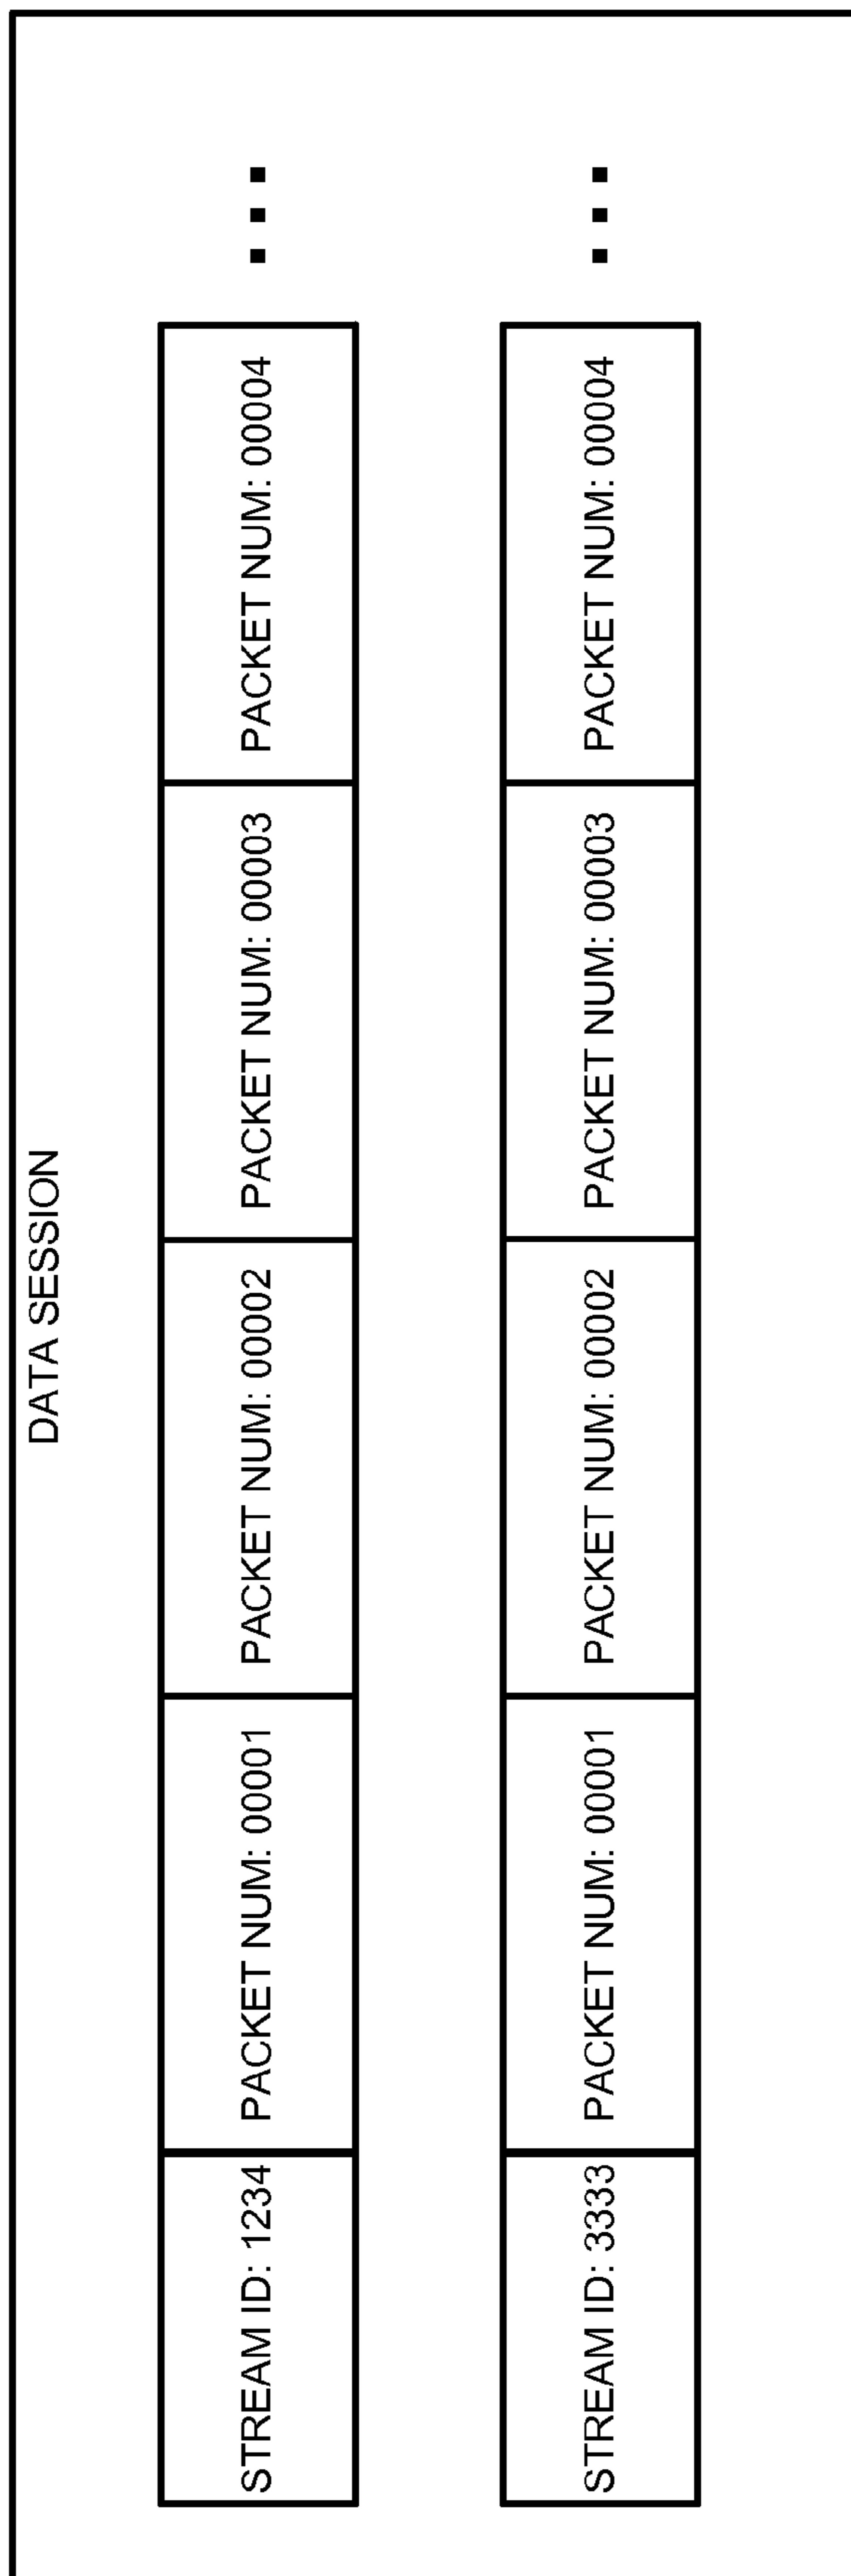 DATA SESSION
STREAM ID: 1234
PACKET NUM: 00001
PACKET NUM: 00002
PACKET NUM: 00003
PACKET NUM: 00004
STREAM ID: 3333
PACKET NUM: 00001
PACKET NUM: 00002
PACKET NUM: 00003
PACKET NUM: 00004